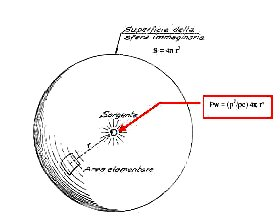 Superficie della
sfera immaginaria
S = 4π r²
Sorgente
Pw = (p²/ρc) 4π r²
r
Area elementare